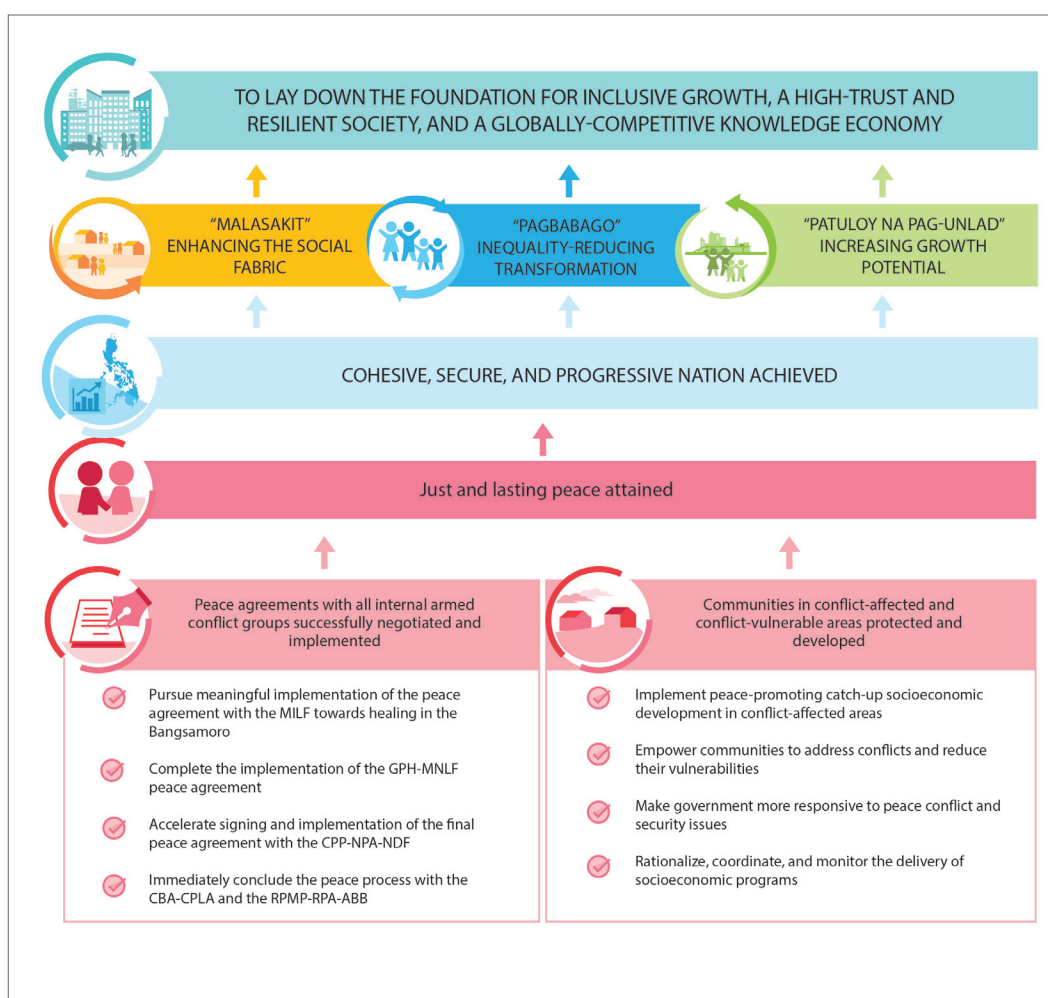 TO LAY DOWN THE FOUNDATION FOR INCLUSIVE GROWTH, A HIGH-TRUST AND
RESILIENT SOCIETY, AND A GLOBALLY-COMPETITIVE KNOWLEDGE ECONOMY
“MALASAKIT”
ENHANCING THE SOCIAL
FABRIC
“PAGBABAGO”
INEQUALITY-REDUCING
TRANSFORMATION
“PATULOY NA PAG-UNLAD”
INCREASING GROWTH
POTENTIAL
COHESIVE, SECURE, AND PROGRESSIVE NATION ACHIEVED
Just and lasting peace attained
Peace agreements with all internal armed
conflict groups successfully negotiated and
implemented
Pursue meaningful implementation of the peace
agreement with the MILF towards healing in the
Bangsamoro
Complete the implementation of the GPH-MNLF
peace agreement
Accelerate signing and implementation of the final
peace agreement with the CPP-NPA-NDF
Immediately conclude the peace process with the
CBA-CPLA and the RPMP-RPA-ABB
Communities in conflict-affected and
conflict-vulnerable areas protected and
developed
Implement peace-promoting catch-up socioeconomic
development in conflict-affected areas
Empower communities to address conflicts and reduce
their vulnerabilities
Make government more responsive to peace conflict and
security issues
Rationalize, coordinate, and monitor the delivery of
socioeconomic programs